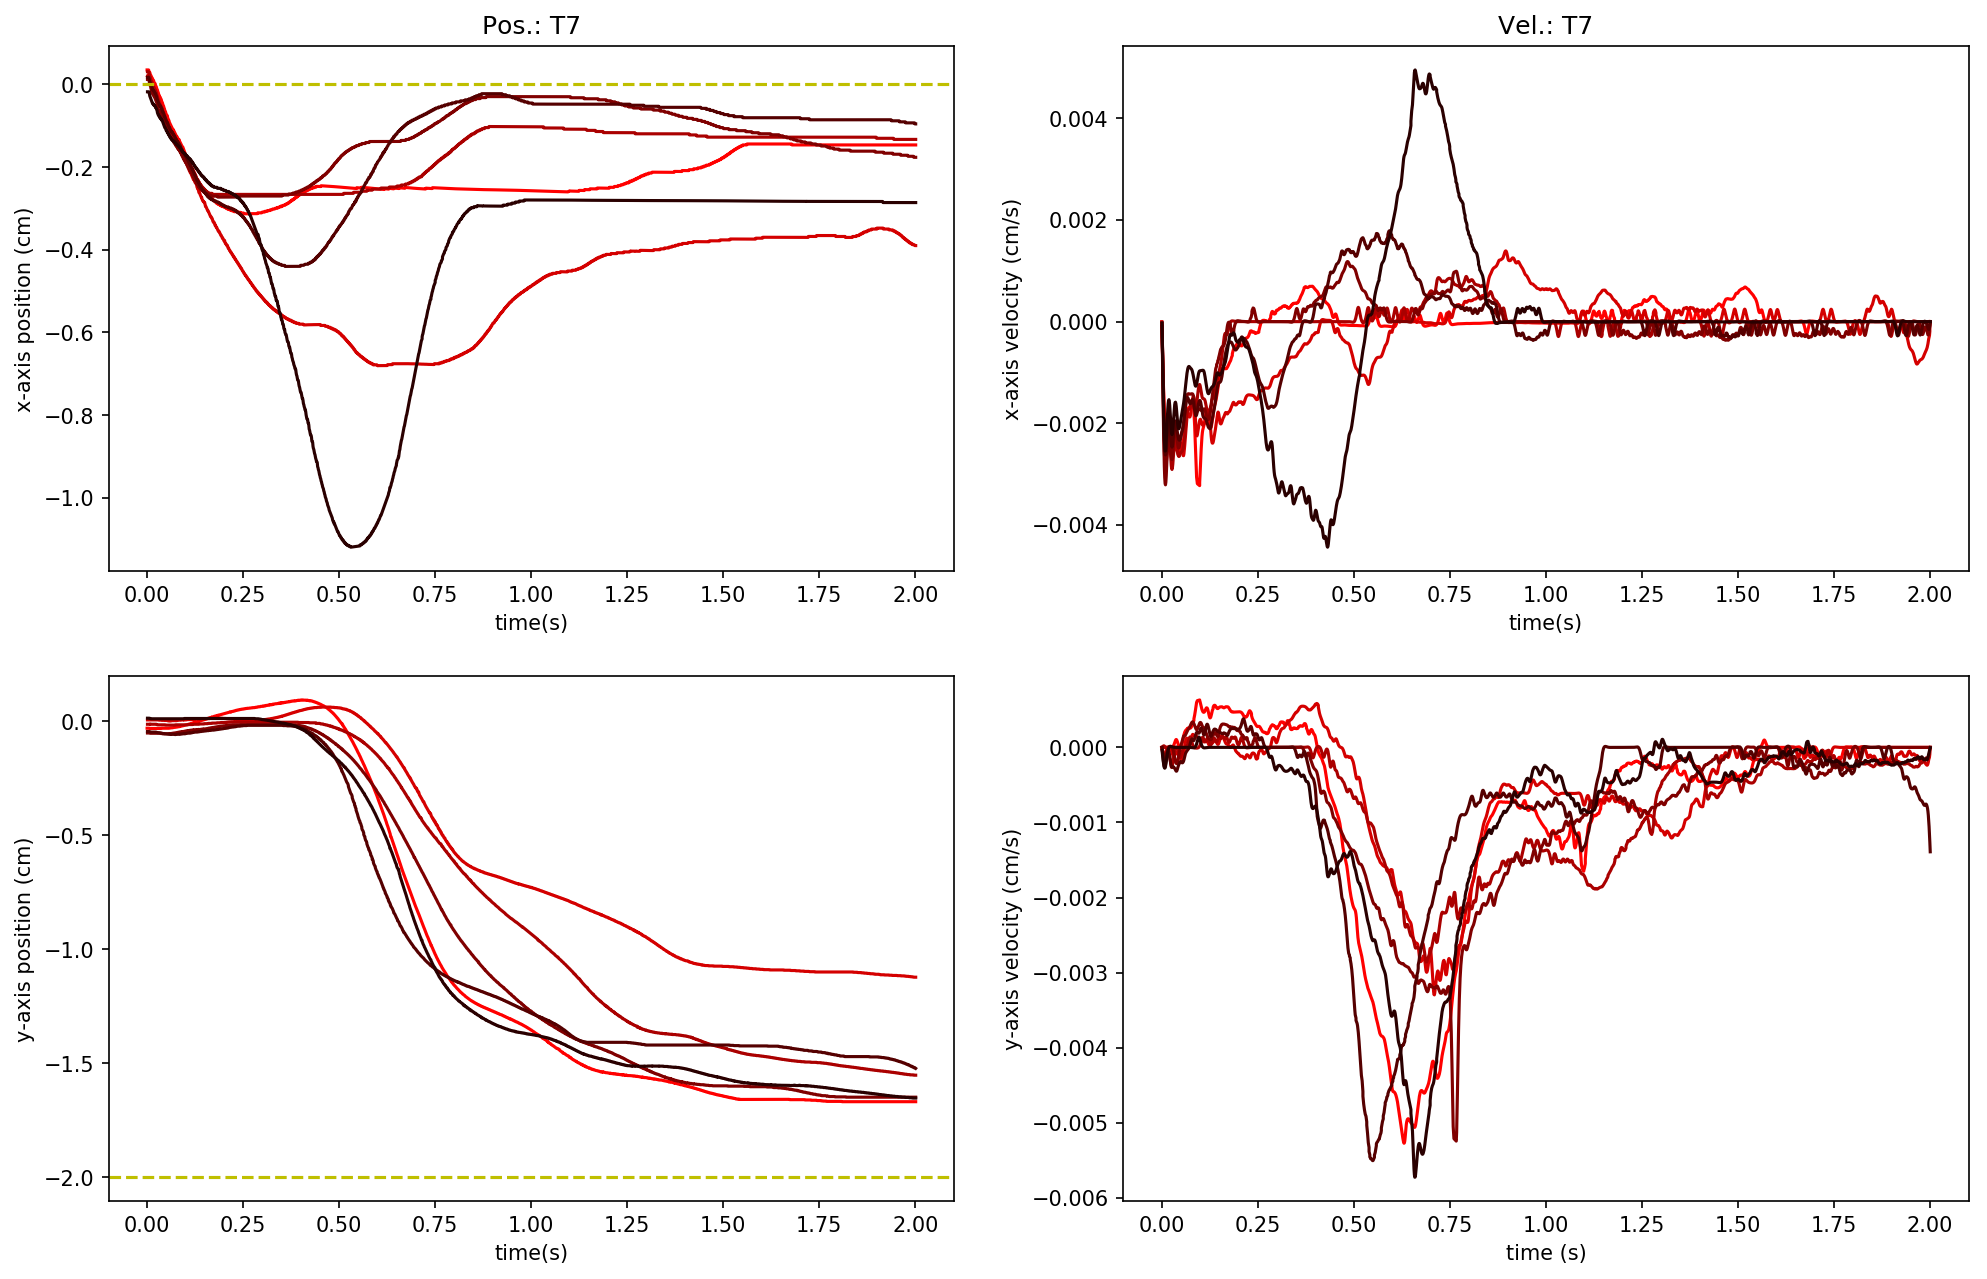 Pos.: T7
x-axis position (cm)
0.0
−0.2
−0.4
−0.6
−0.8
−1.0
0.00 0.25 0.50 0.75 1.00 1.25 1.50 1.75 2.00
time(s)
Vel.: T7
x-axis velocity (cm/s)
0.004
0.002
0.000
−0.002
−0.004
0.00 0.25 0.50 0.75 1.00 1.25 1.50 1.75 2.00
time(s)
y-axis position (cm)
0.0
−0.5
−1.0
−1.5
−2.0
0.00 0.25 0.50 0.75 1.00 1.25 1.50 1.75 2.00
time(s)
y-axis velocity (cm/s)
0.000
−0.001
−0.002
−0.003
−0.004
−0.005
−0.006
0.00 0.25 0.50 0.75 1.00 1.25 1.50 1.75 2.00
time (s)